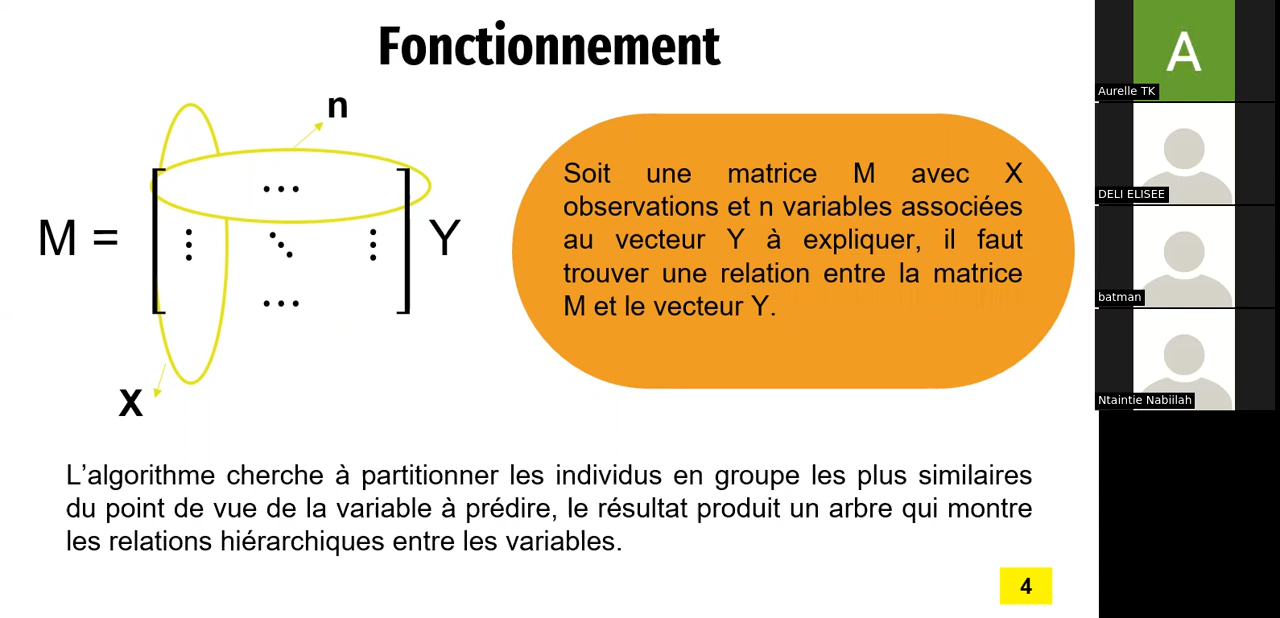 Fonctionnement
n
M =
...
Y
...
X
Soit une matrice M avec X
observations et n variables associées
au vecteur Y à expliquer, il faut
trouver une relation entre la matrice
M et le vecteur Y.
L’algorithme cherche à partitionner les individus en groupe les plus similaires
du point de vue de la variable à prédire, le résultat produit un arbre qui montre
les relations hiérarchiques entre les variables.
4
A
Aurelle TK
DELI ELISEE
batman
Ntaintie Nabiilah